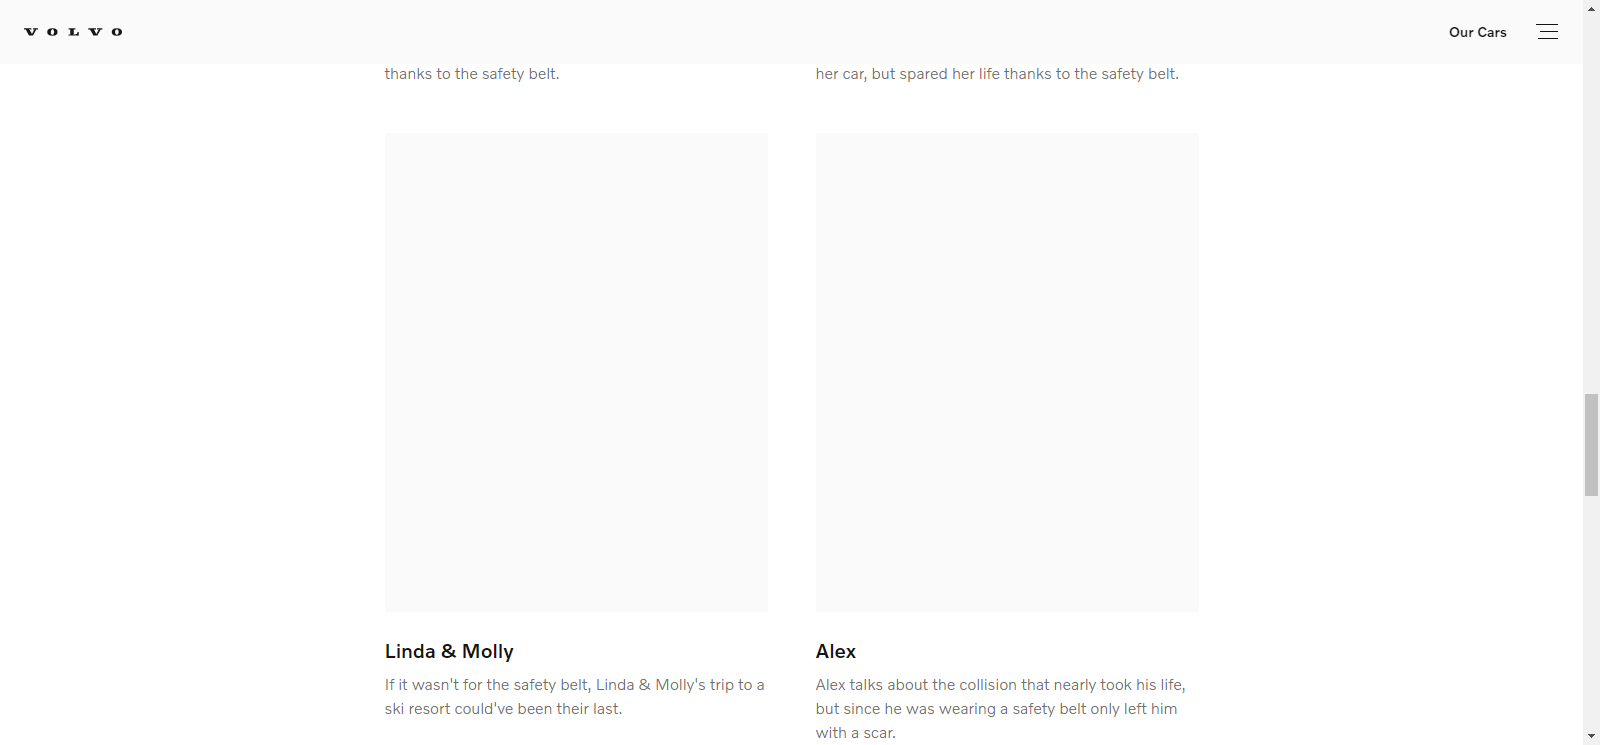 VOLVO
Our Cars
thanks to the safety belt.
her car, but spared her life thanks to the safety belt.
Linda & Molly
If it wasn't for the safety belt, Linda & Molly's trip to a
ski resort could've been their last.
Alex
Alex talks about the collision that nearly took his life,
but since he was wearing a safety belt only left him
with a scar.